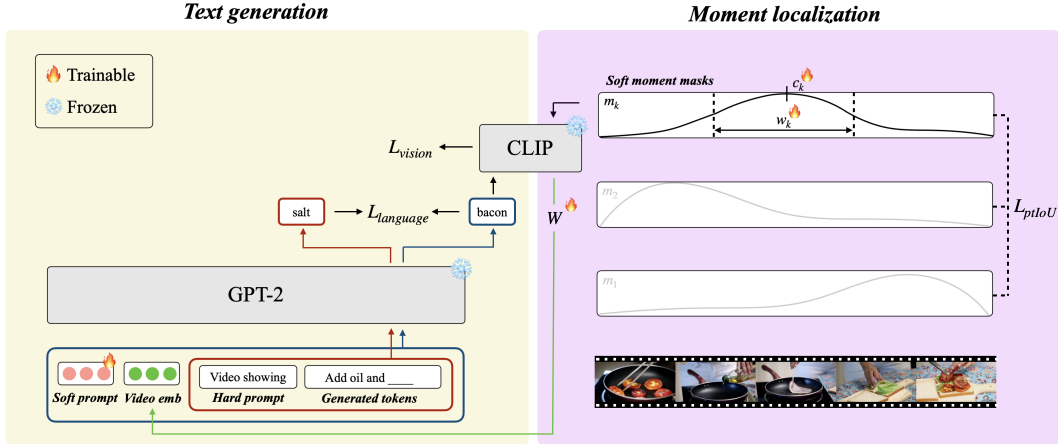 Text generation
Moment localization
Trainable
Frozen
Soft moment masks
c_k
m_k
w_k
CLIP
L_vision
salt
L_language
bacon
W
m_2
L_ptIoU
GPT-2
m_1
Video showing
Add oil and ____
Soft prompt
Video emb
Hard prompt
Generated tokens